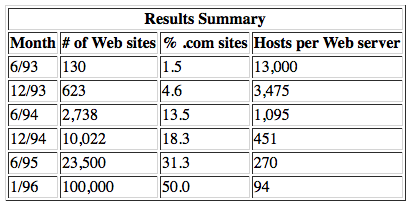 Results Summary
Month # of Web sites % .com sites Hosts per Web server
6/93 130 1.5 13,000
12/93 623 4.6 3,475
6/94 2,738 13.5 1,095
12/94 10,022 18.3 451
6/95 23,500 31.3 270
1/96 100,000 50.0 94